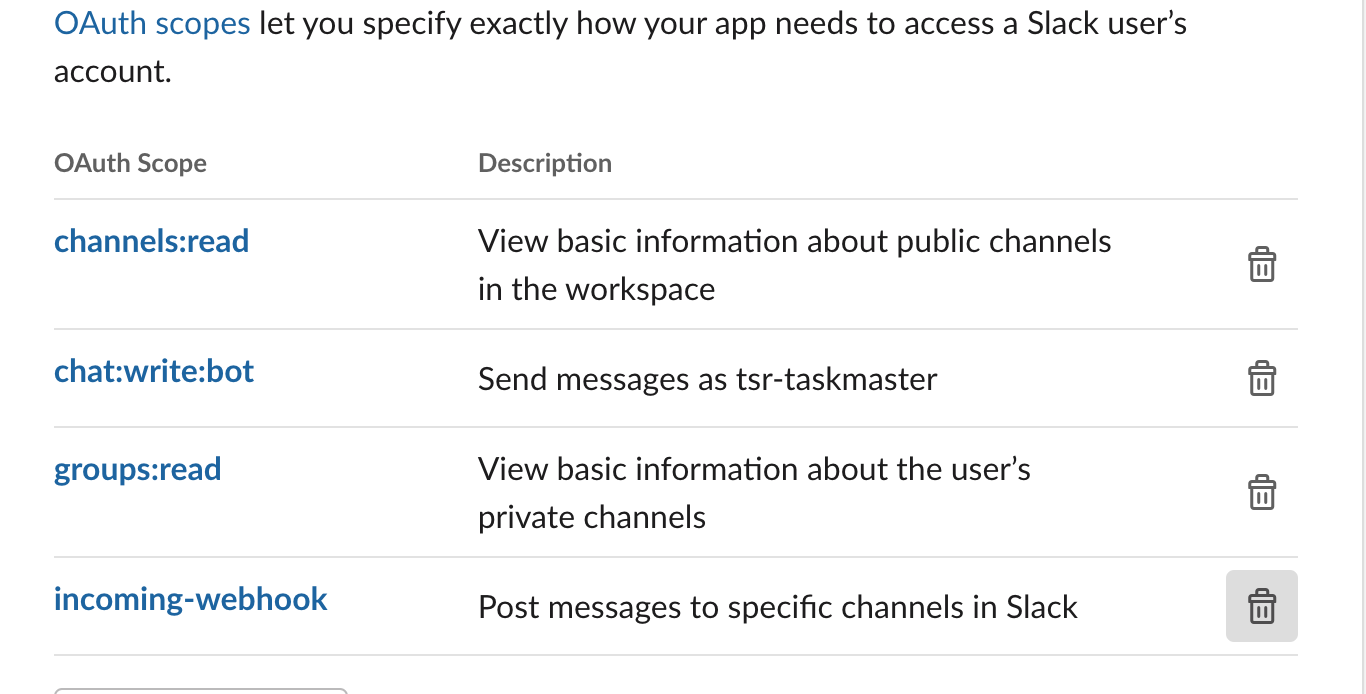 OAuth scopes let you specify exactly how your app needs to access a Slack user’s
account.
OAuth Scope Description
channels:read View basic information about public channels
in the workspace
chat:write:bot Send messages as tsr-taskmaster
groups:read View basic information about the user’s
private channels
incoming-webhook Post messages to specific channels in Slack